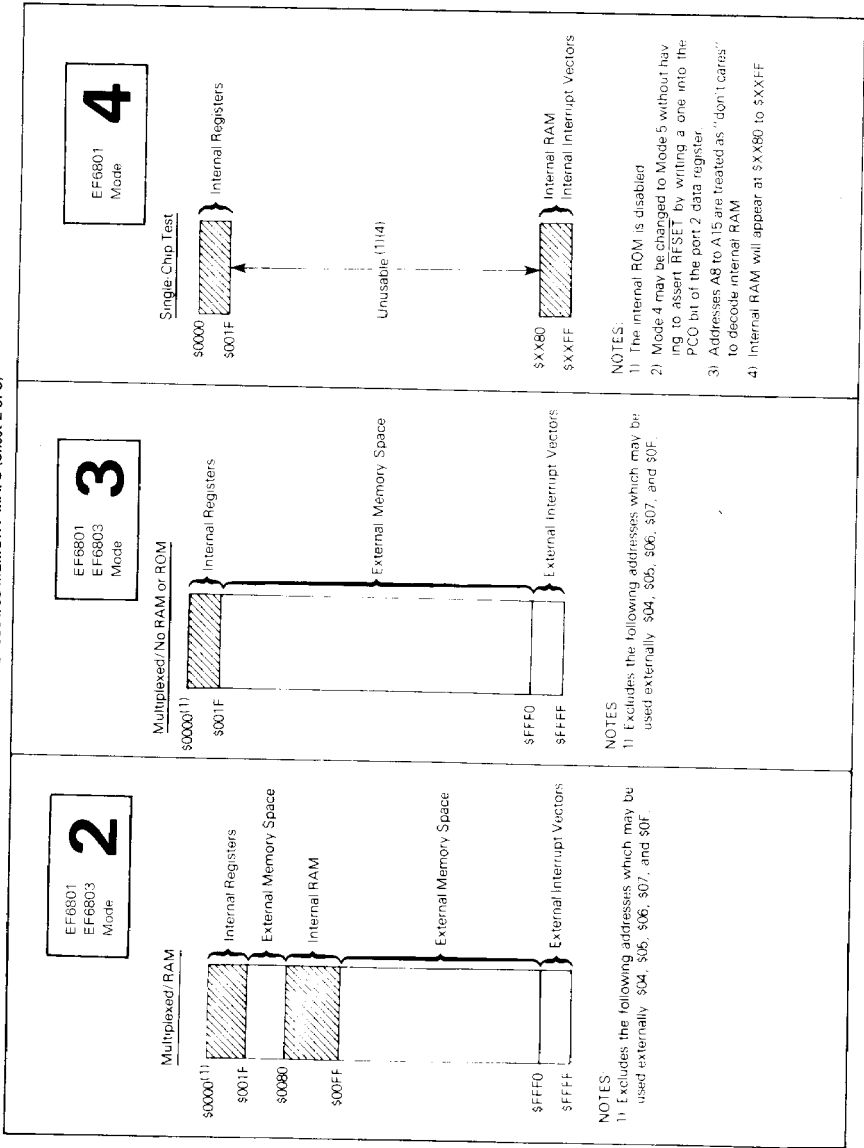 EF6801
EF6803
Mode
2
Multiplexed/RAM
$0000(1)
$001F
$0080
$00FF
$FFF0
$FFFF
Internal Registers
External Memory Space
Internal RAM
External Memory Space
External Interrupt Vectors
NOTES:
1) Excludes the following addresses which may be
used externally $04, $05, $06, $07, and $0F.
EF6801
EF6803
Mode
3
Multiplexed/No RAM or ROM
$0000(1)
$001F
$FFF0
$FFFF
Internal Registers
External Memory Space
External Interrupt Vectors
NOTES
1) Excludes the following addresses which may be
used externally $04, $05, $06, $07, and $0F.
EF6801
Mode
4
Single-Chip Test
$0000
$001F
Unusable (1)(4)
$XX80
$XXFF
Internal Registers
Internal RAM
Internal Interrupt Vectors
NOTES:
1) The internal ROM is disabled
2) Mode 4 may be changed to Mode 5 without hav
ing to assert RESET by writing a one into the
PCO bit of the port 2 data register.
3) Addresses A8 to A15 are treated as "don't cares"
to decode internal RAM
4) Internal RAM will appear at $XX80 to $XXFF